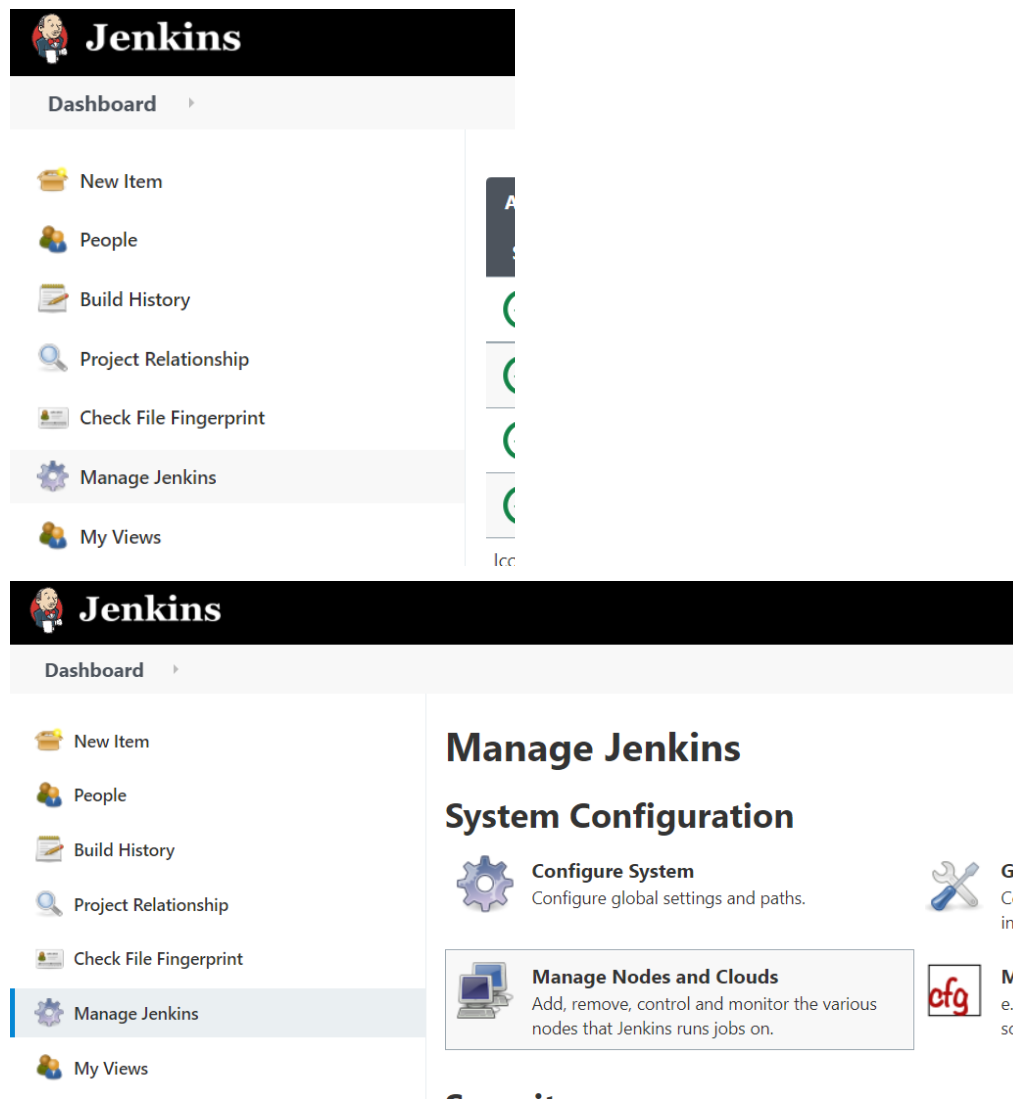 Jenkins
Dashboard
New Item
People
Build History
Project Relationship
Check File Fingerprint
Manage Jenkins
My Views
Jenkins
Dashboard
New Item
People
Build History
Project Relationship
Check File Fingerprint
Manage Jenkins
My Views
Manage Jenkins
System Configuration
Configure System
Configure global settings and paths.
Manage Nodes and Clouds
Add, remove, control and monitor the various
nodes that Jenkins runs jobs on.
cfg